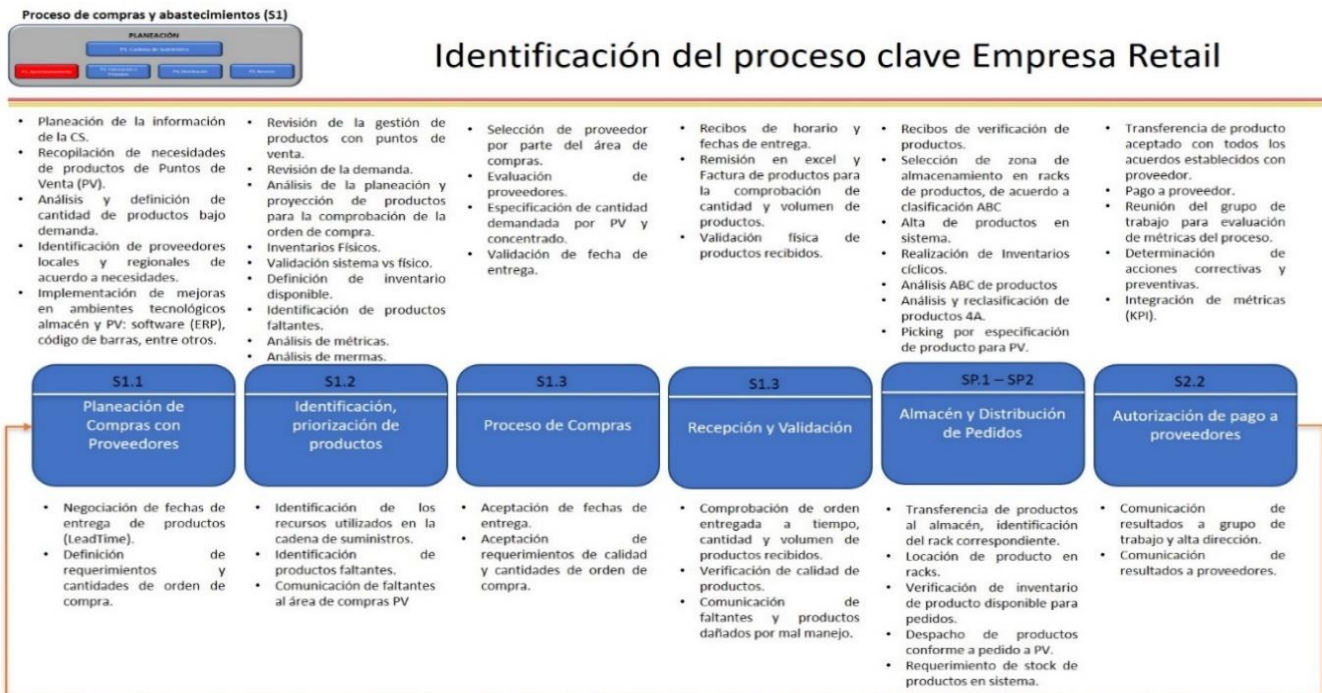 Proceso de compras y abastecimientos (S1)
PLANEACIÓN
Identificación del proceso clave Empresa Retail
• Planeación de la información
de la CS.
• Recopilación de necesidades
de productos de Puntos de
Venta (PV).
• Análisis y definición de
cantidad de productos bajo
demanda.
• Identificación de proveedores
locales y regionales de
acuerdo a necesidades.
• Implementación de mejoras
en ambientes tecnológicos
almacén y PV: software (ERP),
código de barras, entre otros.
• Revisión de la gestión de
productos con puntos de
venta.
• Revisión de la demanda.
• Análisis de la planeación y
proyección de productos
para la comprobación de la
orden de compra.
• Inventarios Físicos.
• Validación sistema vs físico.
• Definición de inventario
disponible.
• Identificación de productos
faltantes.
• Análisis de métricas.
• Análisis de mermas.
• Selección de proveedor
por parte del área de
compras.
• Evaluación de
proveedores.
• Especificación de cantidad
demandada por PV y
concentrado.
• Validación de fecha de
entrega.
• Recibos de horario y
fechas de entrega.
• Remisión en excel y
Factura de productos para
la comprobación de
cantidad y volumen de
productos.
• Validación física de
productos recibidos.
• Recibos de verificación de
productos.
• Selección de zona de
almacenamiento en racks
de productos, de acuerdo a
clasificación ABC
• Alta de productos en
sistema.
• Realización de Inventarios
cíclicos.
• Análisis ABC de productos
• Análisis y reclasificación de
productos 4A.
• Picking por especificación
de producto para PV.
• Transferencia de producto
aceptado con todos los
acuerdos establecidos con
proveedor.
• Pago a proveedor.
• Reunión del grupo de
trabajo para evaluación
de métricas del proceso.
• Determinación de
acciones correctivas y
preventivas.
• Integración de métricas
(KPI).
S1.1
Planeación de
Compras con
Proveedores
S1.2
Identificación,
priorización de
productos
S1.3
Proceso de Compras
S1.3
Recepción y Validación
SP.1 – SP2
Almacén y Distribución
de Pedidos
S2.2
Autorización de pago a
proveedores
• Negociación de fechas de
entrega de productos
(LeadTime).
• Definición de
requerimientos y
cantidades de orden de
compra.
• Identificación de los
recursos utilizados en la
cadena de suministros.
• Identificación de
productos faltantes.
• Comunicación de faltantes
al área de compras PV
• Aceptación de fechas de
entrega.
• Aceptación de
requerimientos de calidad
y cantidades de orden de
compra.
• Comprobación de orden
entregada a tiempo,
cantidad y volumen de
productos recibidos.
• Verificación de calidad de
productos.
• Comunicación de
faltantes y productos
dañados por mal manejo.
• Transferencia de productos
al almacén, identificación
del rack correspondiente.
• Locación de producto en
racks.
• Verificación de inventario
de producto disponible para
pedidos.
• Despacho de productos
conforme a pedido a PV.
• Requerimiento de stock de
productos en sistema.
• Comunicación de
resultados a grupo de
trabajo y alta dirección.
• Comunicación de
resultados a proveedores.